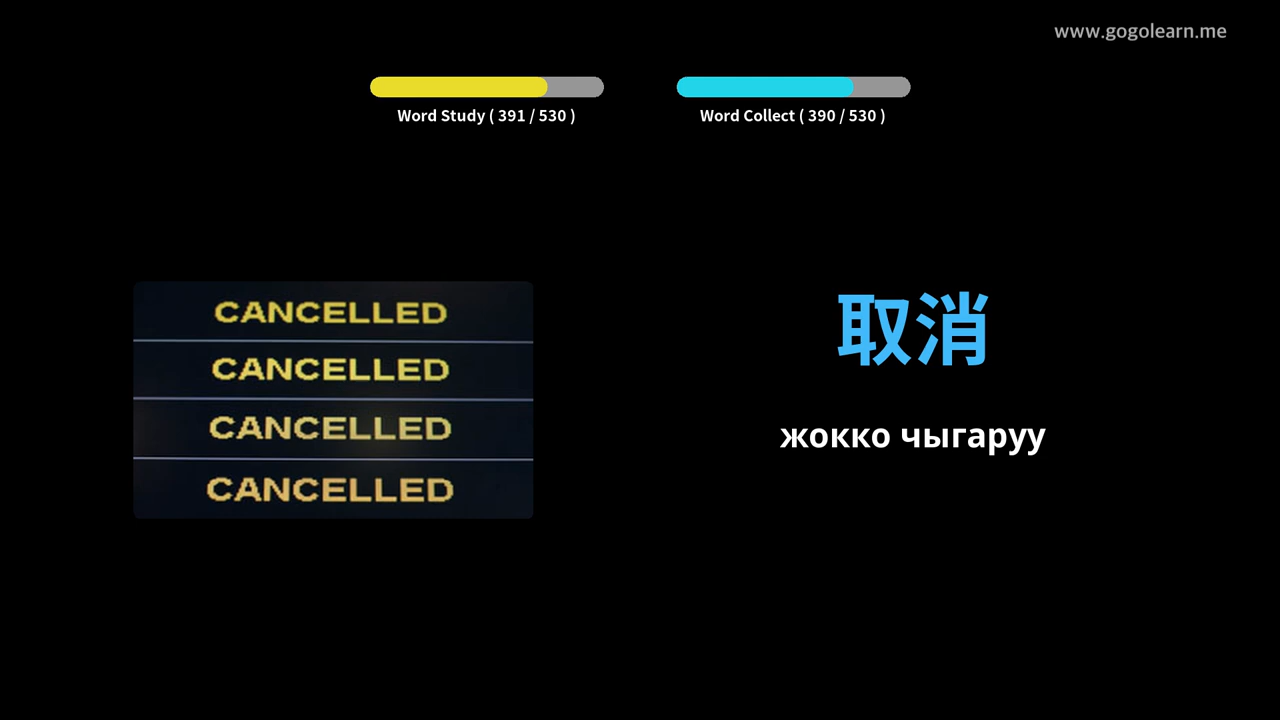 www.gogolearn.me
Word Study ( 391 / 530 )
Word Collect ( 390 / 530 )
CANCELLED
CANCELLED
CANCELLED
CANCELLED
取消
жокко чыгаруу